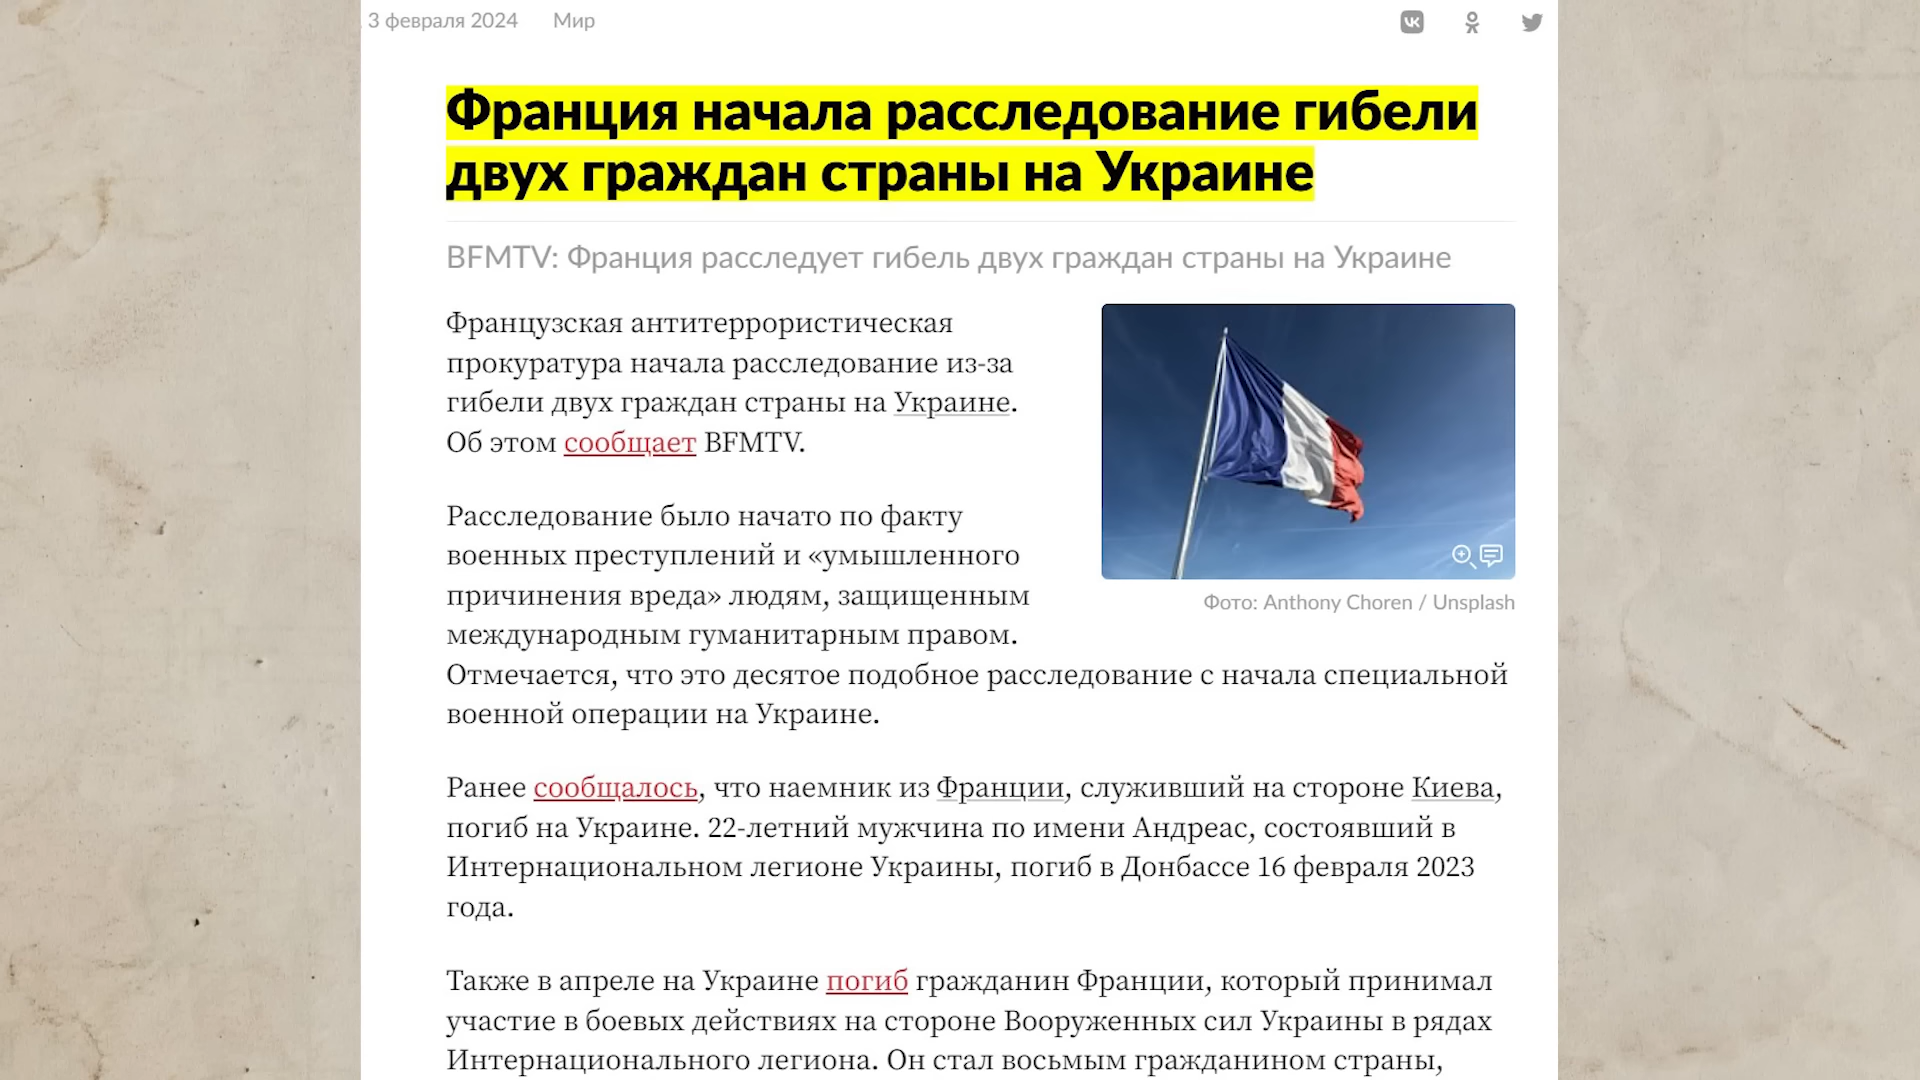 3 февраля 2024 Мир
Франция начала расследование гибели
двух граждан страны на Украине
BFMTV: Франция расследует гибель двух граждан страны на Украине
Французская антитеррористическая
прокуратура начала расследование из-за
гибели двух граждан страны на Украине.
Об этом сообщает BFMTV.
Фото: Anthony Choren / Unsplash
Расследование было начато по факту
военных преступлений и «умышленного
причинения вреда» людям, защищенным
международным гуманитарным правом.
Отмечается, что это десятое подобное расследование с начала специальной
военной операции на Украине.
Ранее сообщалось, что наемник из Франции, служивший на стороне Киева,
погиб на Украине. 22-летний мужчина по имени Андреас, состоявший в
Интернациональном легионе Украины, погиб в Донбассе 16 февраля 2023
года.
Также в апреле на Украине погиб гражданин Франции, который принимал
участие в боевых действиях на стороне Вооруженных сил Украины в рядах
Интернационального легиона. Он стал восьмым гражданином страны,